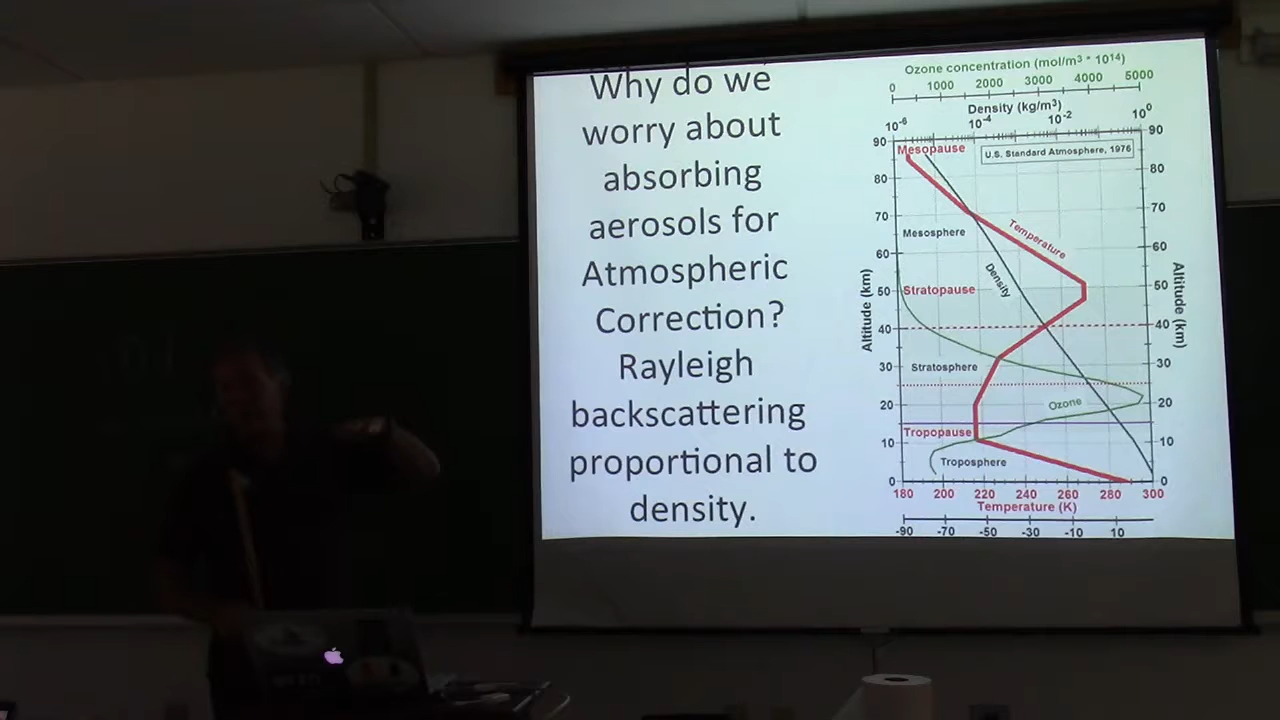 Why do we
worry about
absorbing
aerosols for
Atmospheric
Correction?
Rayleigh
backscattering
proportional to
density.
Ozone concentration (mol/m³ * 10¹⁴)
0 1000 2000 3000 4000 5000
Density (kg/m³)
10⁻⁶ 10⁻⁴ 10⁻² 10⁰
90 Mesopause U.S. Standard Atmosphere, 1976 90
80 80
70 70
Mesosphere Temperature
60 60
Density
50 Stratopause 50
Altitude (km) Altitude (km)
40 40
30 Stratosphere 30
20 Ozone 20
Tropopause
10 10
Troposphere
0 0
180 200 220 240 260 280 300
Temperature (K)
-90 -70 -50 -30 -10 10